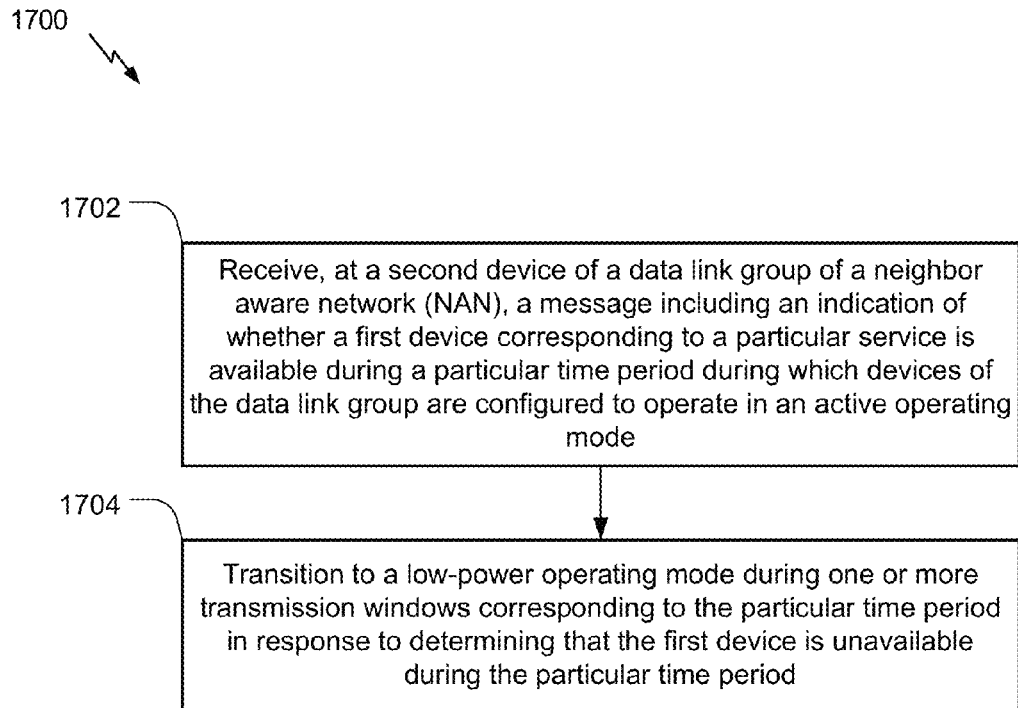 1700
1702
Receive, at a second device of a data link group of a neighbor
aware network (NAN), a message including an indication of
whether a first device corresponding to a particular service is
available during a particular time period during which devices of
the data link group are configured to operate in an active operating
mode
1704
Transition to a low-power operating mode during one or more
transmission windows corresponding to the particular time period
in response to determining that the first device is unavailable
during the particular time period